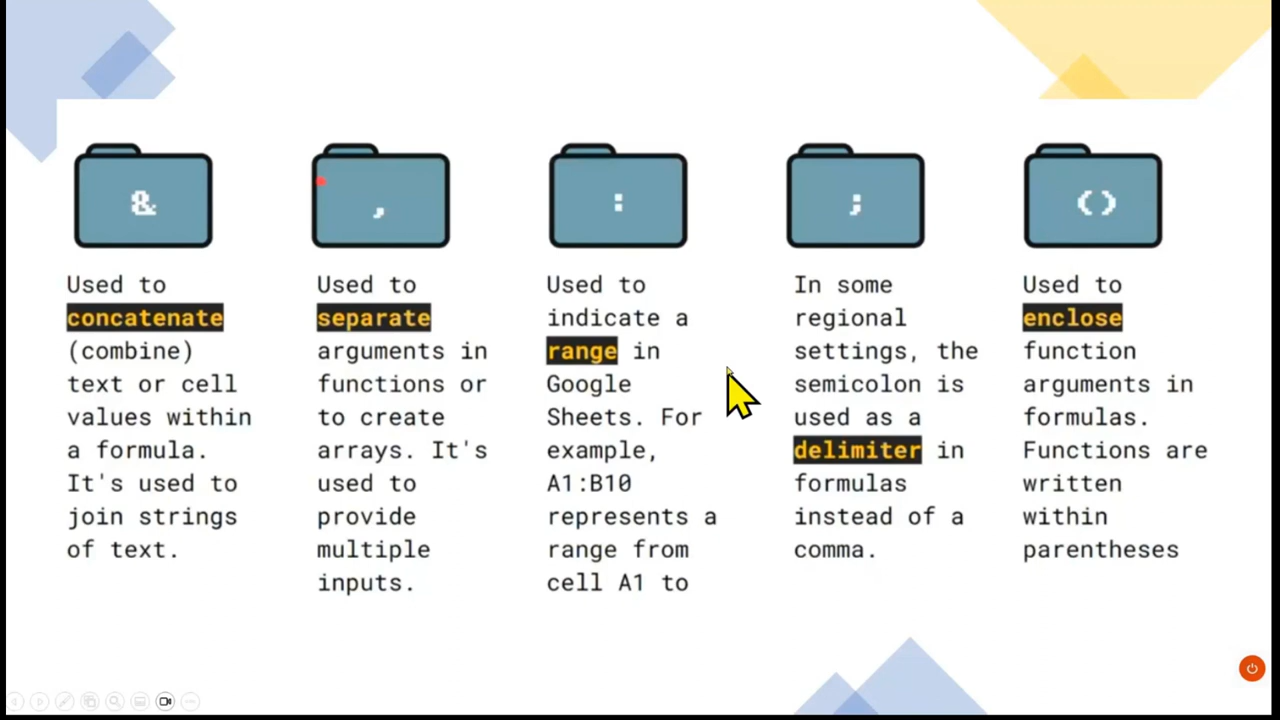 &
Used to
concatenate
(combine)
text or cell
values within
a formula.
It's used to
join strings
of text.
,
Used to
separate
arguments in
functions or
to create
arrays. It's
used to
provide
multiple
inputs.
:
Used to
indicate a
range in
Google
Sheets. For
example,
A1:B10
represents a
range from
cell A1 to
;
In some
regional
settings, the
semicolon is
used as a
delimiter in
formulas
instead of a
comma.
()
Used to
enclose
function
arguments in
formulas.
Functions are
written
within
parentheses